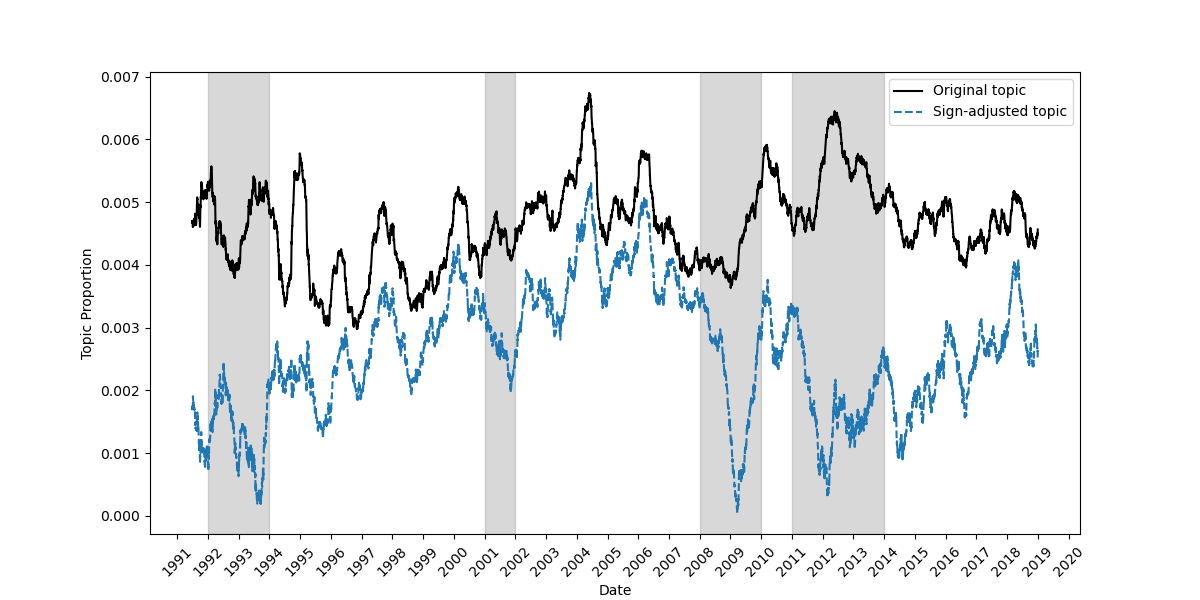 Original topic
Sign-adjusted topic
Topic Proportion
0.007
0.006
0.005
0.004
0.003
0.002
0.001
0.000
1991 1992 1993 1994 1995 1996 1997 1998 1999 2000 2001 2002 2003 2004 2005 2006 2007 2008 2009 2010 2011 2012 2013 2014 2015 2016 2017 2018 2019 2020
Date